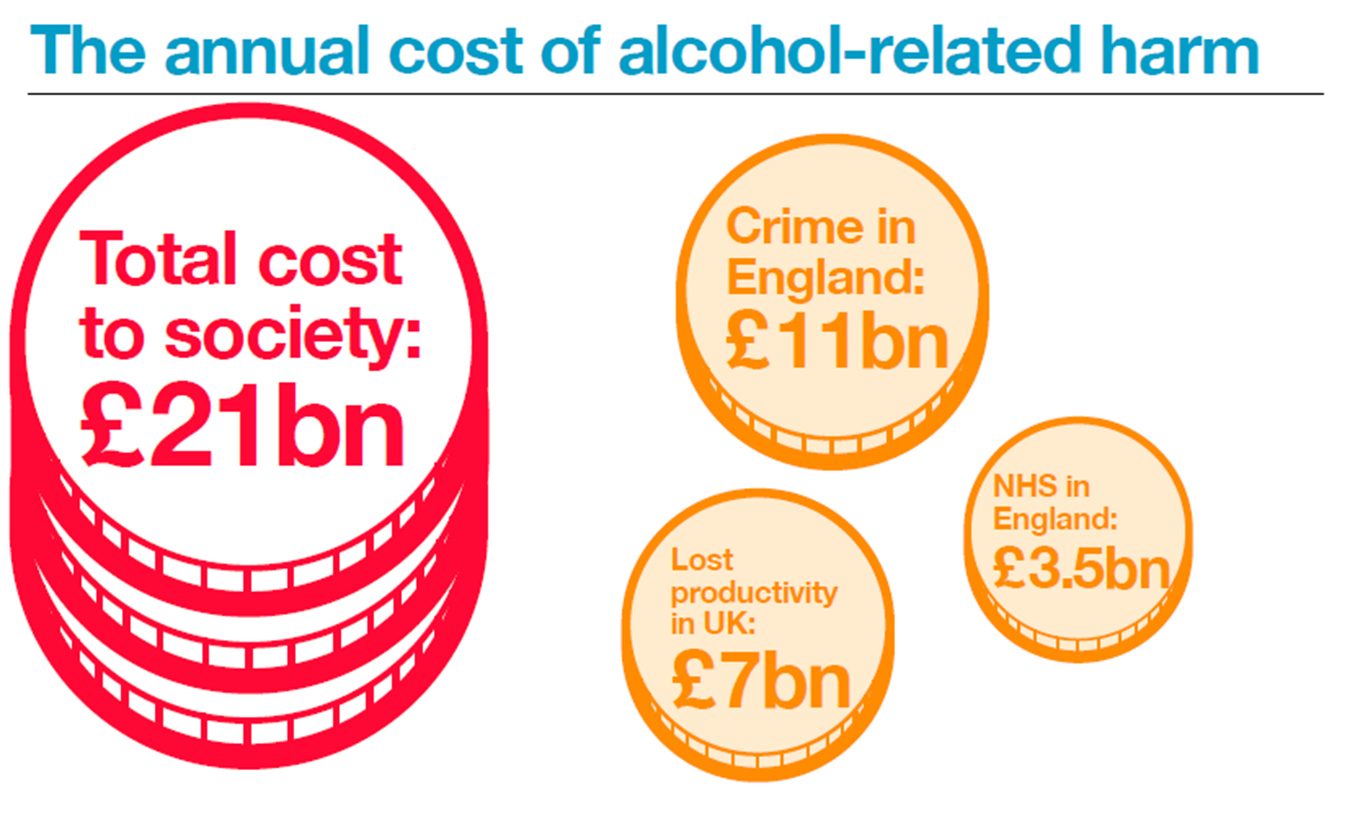 The annual cost of alcohol-related harm
Total cost
to society:
£21bn
Crime in
England:
£11bn
NHS in
England:
£3.5bn
Lost
productivity
in UK:
£7bn